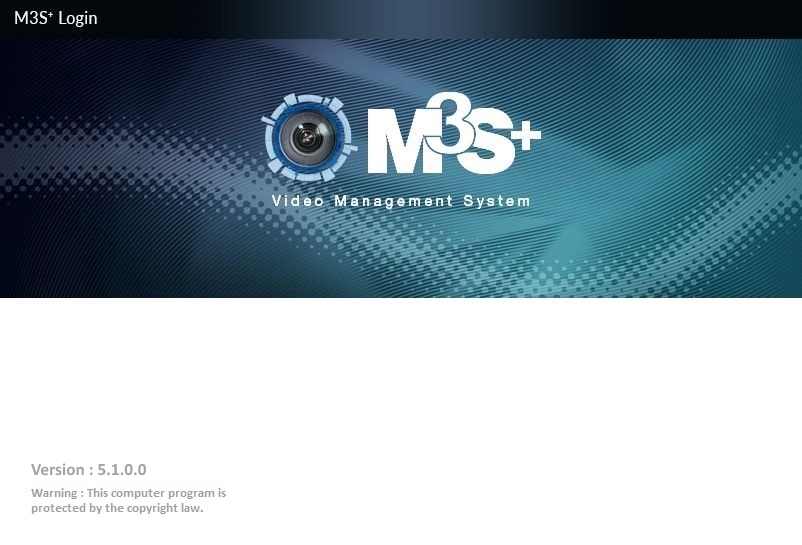 M3S+ Login
M3S+
Video Management System
Version : 5.1.0.0
Warning : This computer program is
protected by the copyright law.